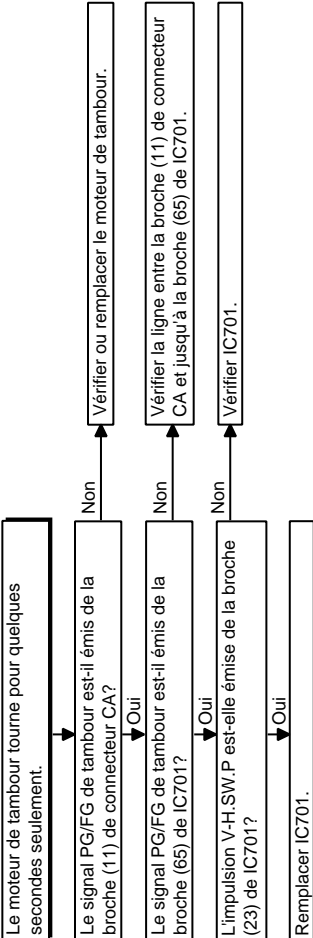 Le moteur de tambour tourne pour quelques
secondes seulement.
Le signal PG/FG de tambour est-il émis de la
broche (11) de connecteur CA?
Non
Vérifier ou remplacer le moteur de tambour.
Oui
Le signal PG/FG de tambour est-il émis de la
broche (65) de IC701?
Non
Vérifier la ligne entre la broche (11) de connecteur
CA et jusqu'à la broche (65) de IC701.
Oui
L'impulsion V-H.SW.P est-elle émise de la broche
(23) de IC701?
Non
Vérifier IC701.
Oui
Remplacer IC701.